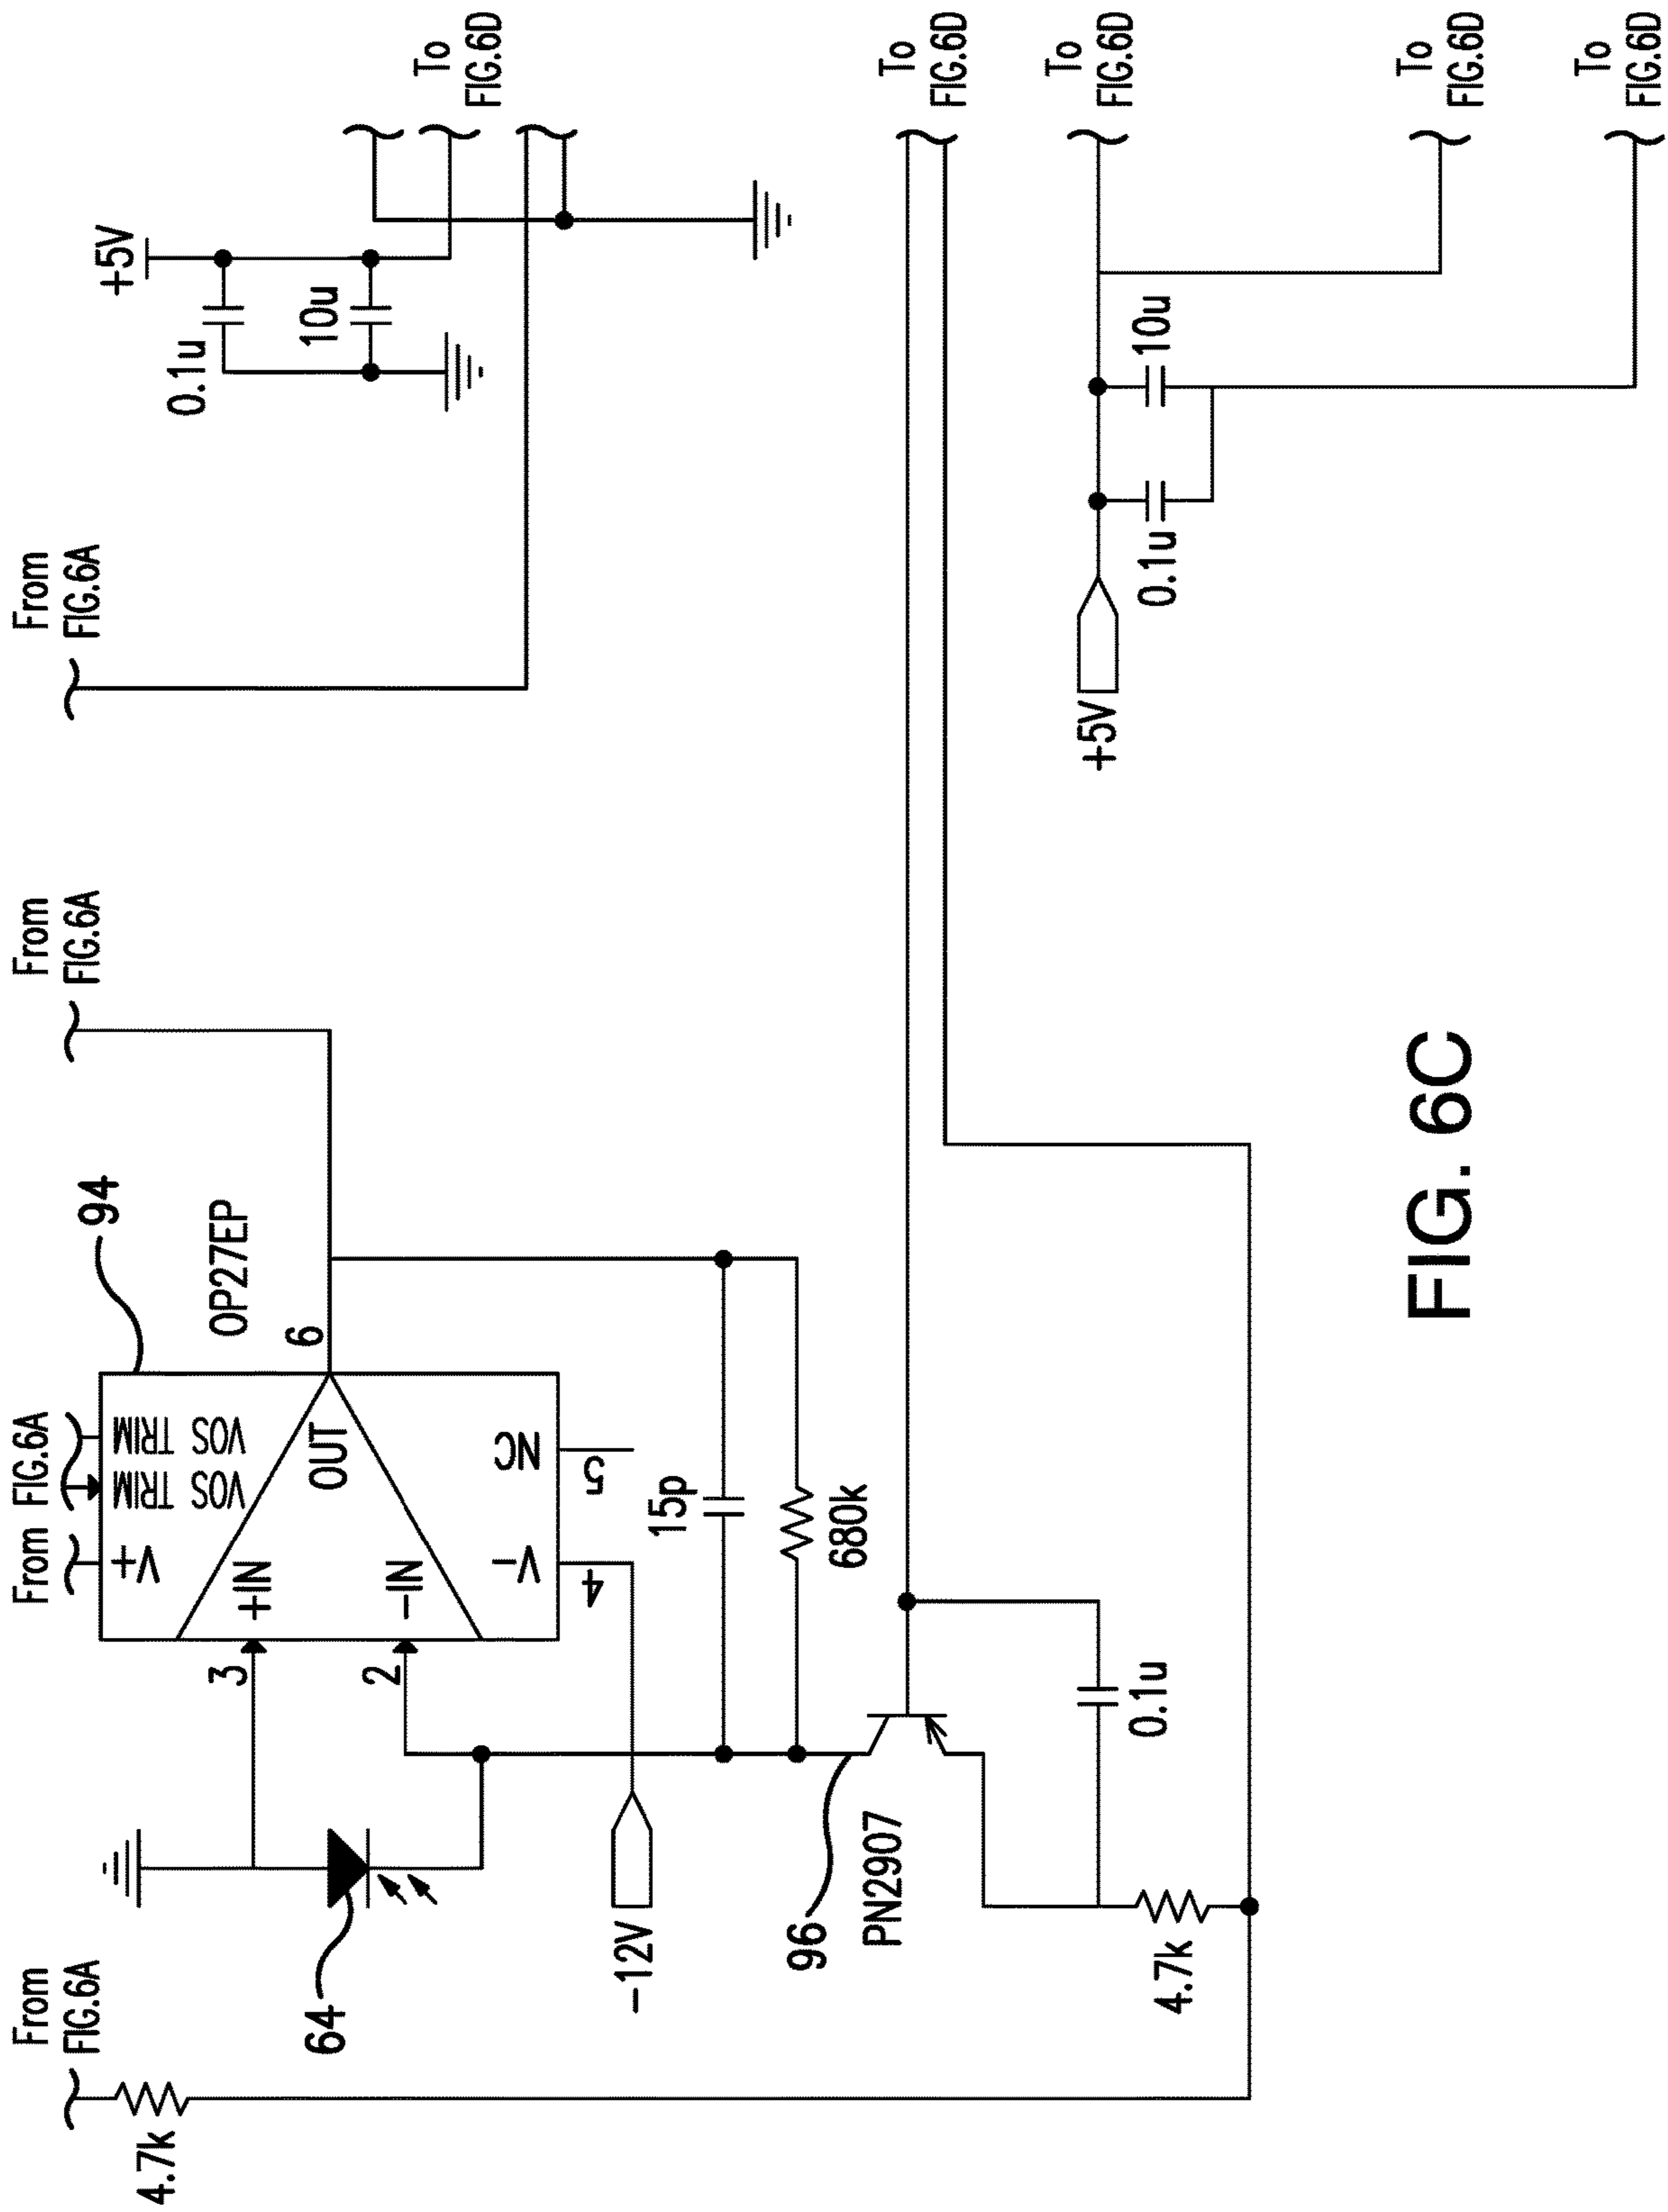 From
FIG.6A
4.7k
64
From FIG.6A
94
OP27EP
V+
VOS TRIM
VOS TRIM
3
+IN
2
-IN
OUT
6
V-
4
NC
5
-12V
15p
680k
96
PN2907
0.1u
4.7k
From
FIG.6A
From
FIG.6A
+5V
0.1u
10u
To
FIG.6D
To
FIG.6D
+5V
0.1u
10u
To
FIG.6D
To
FIG.6D
To
FIG.6D
FIG. 6C